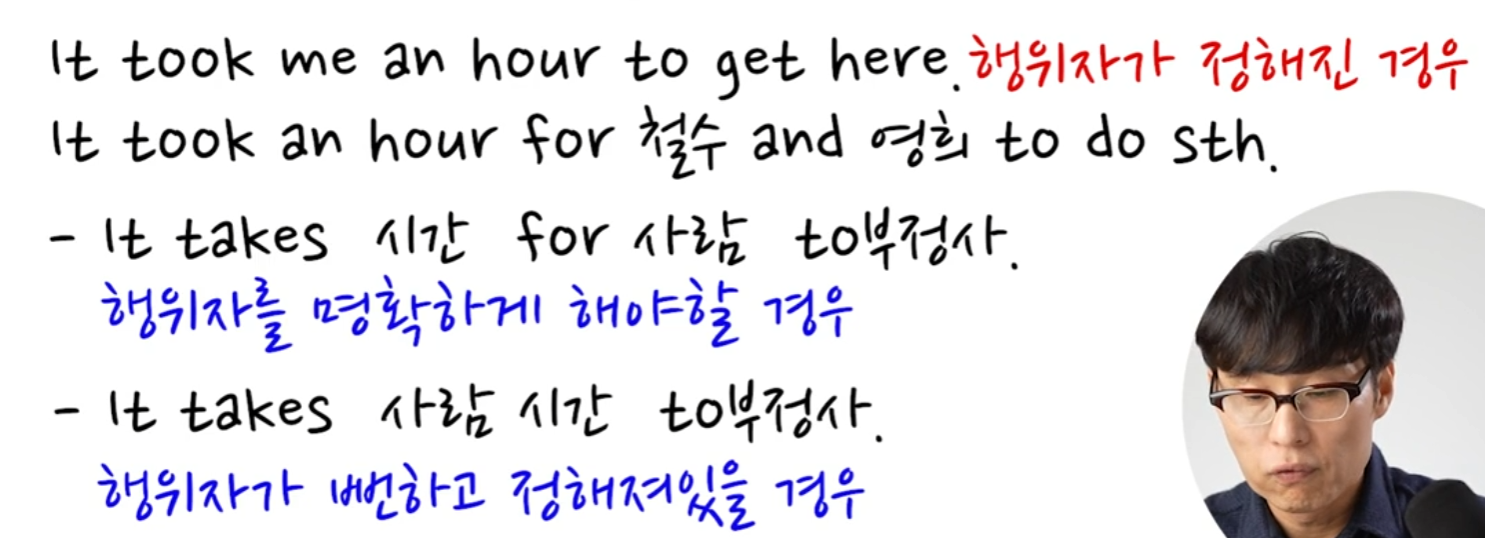 It took me an hour to get here. 행위자가 정해진 경우
It took an hour for 철수 and 영희 to do sth.
- It takes 시간 for 사람 to부정사.
행위자를 명확하게 해야할 경우
- It takes 사람 시간 to부정사.
행위자가 뻔하고 정해져있을 경우